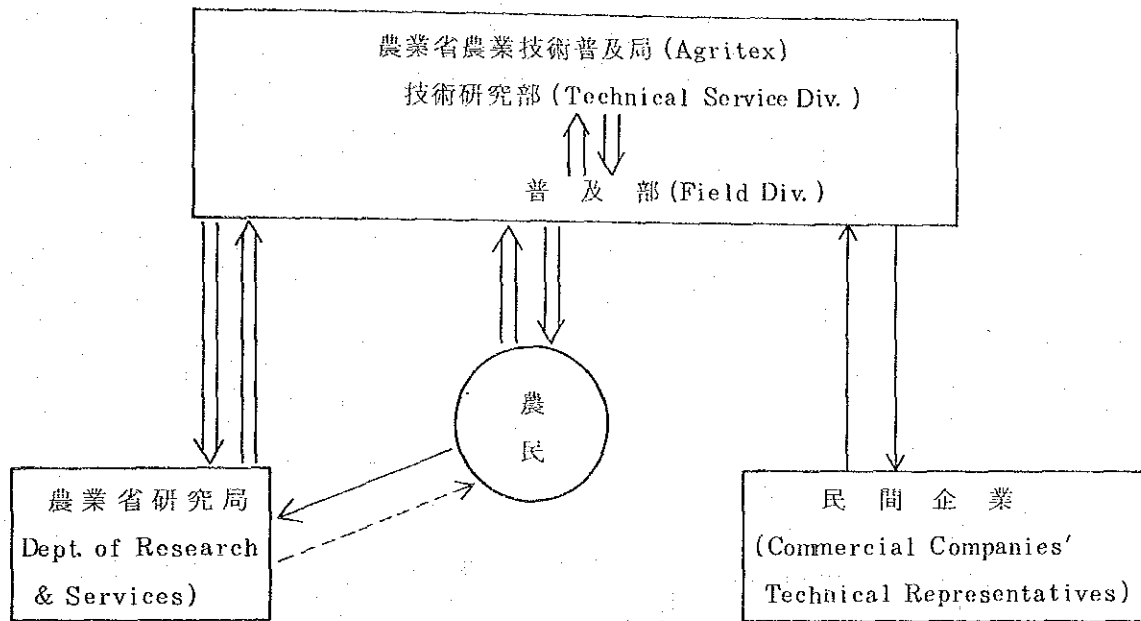 農業省農業技術普及局 (Agritex)
技術研究部 (Technical Service Div.)
普及部 (Field Div.)
農
民
農業省研究局
Dept. of Research
& Services)
民間企業
(Commercial Companies'
Technical Representatives)